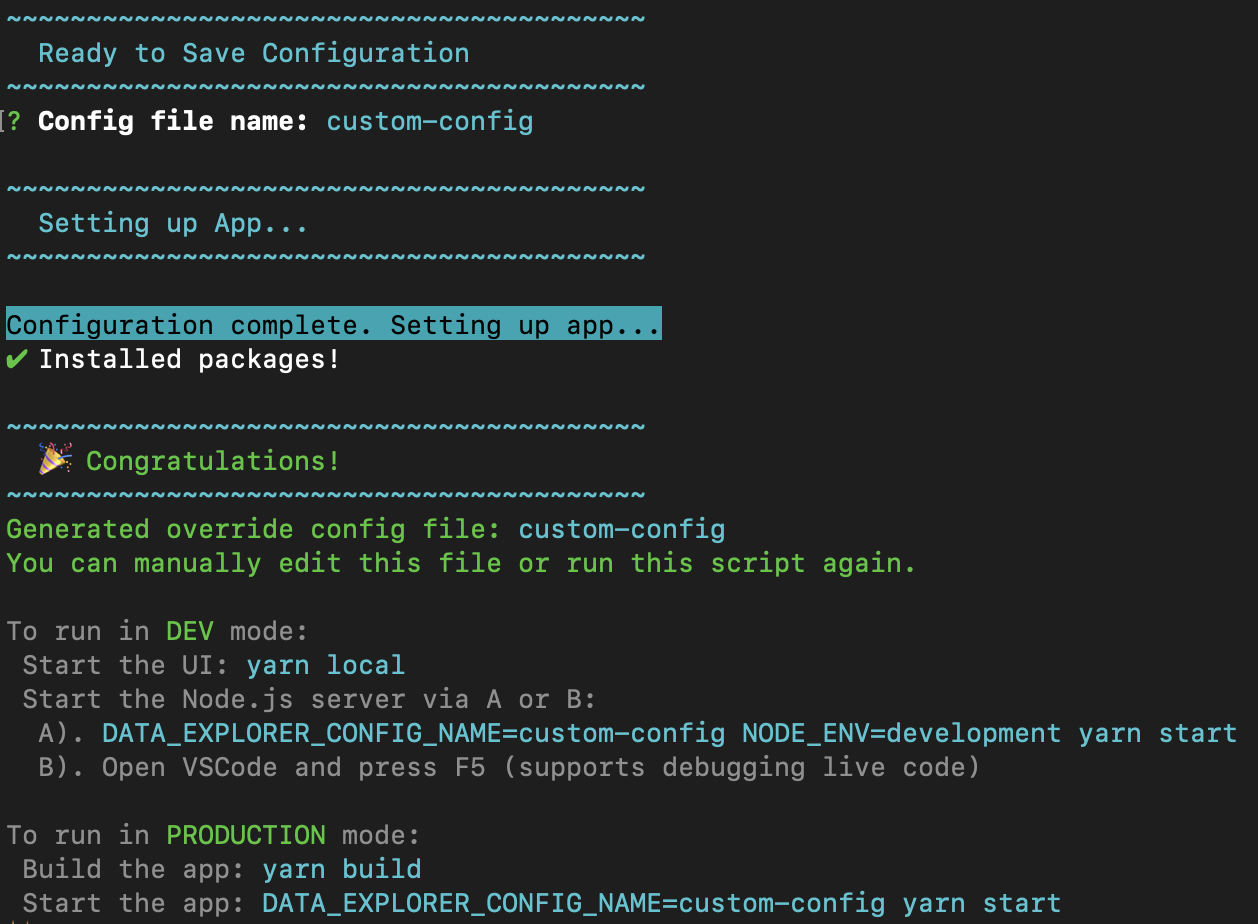 ~~~~~~~~~~~~~~~~~~~~~~~~~~~~~~~~~~~~~~~~
Ready to Save Configuration
~~~~~~~~~~~~~~~~~~~~~~~~~~~~~~~~~~~~~~~~
? Config file name: custom-config
~~~~~~~~~~~~~~~~~~~~~~~~~~~~~~~~~~~~~~~~
Setting up App...
~~~~~~~~~~~~~~~~~~~~~~~~~~~~~~~~~~~~~~~~
Configuration complete. Setting up app...
✔ Installed packages!
~~~~~~~~~~~~~~~~~~~~~~~~~~~~~~~~~~~~~~~~
🎉 Congratulations!
~~~~~~~~~~~~~~~~~~~~~~~~~~~~~~~~~~~~~~~~
Generated override config file: custom-config
You can manually edit this file or run this script again.
To run in DEV mode:
Start the UI: yarn local
Start the Node.js server via A or B:
A). DATA_EXPLORER_CONFIG_NAME=custom-config NODE_ENV=development yarn start
B). Open VSCode and press F5 (supports debugging live code)
To run in PRODUCTION mode:
Build the app: yarn build
Start the app: DATA_EXPLORER_CONFIG_NAME=custom-config yarn start